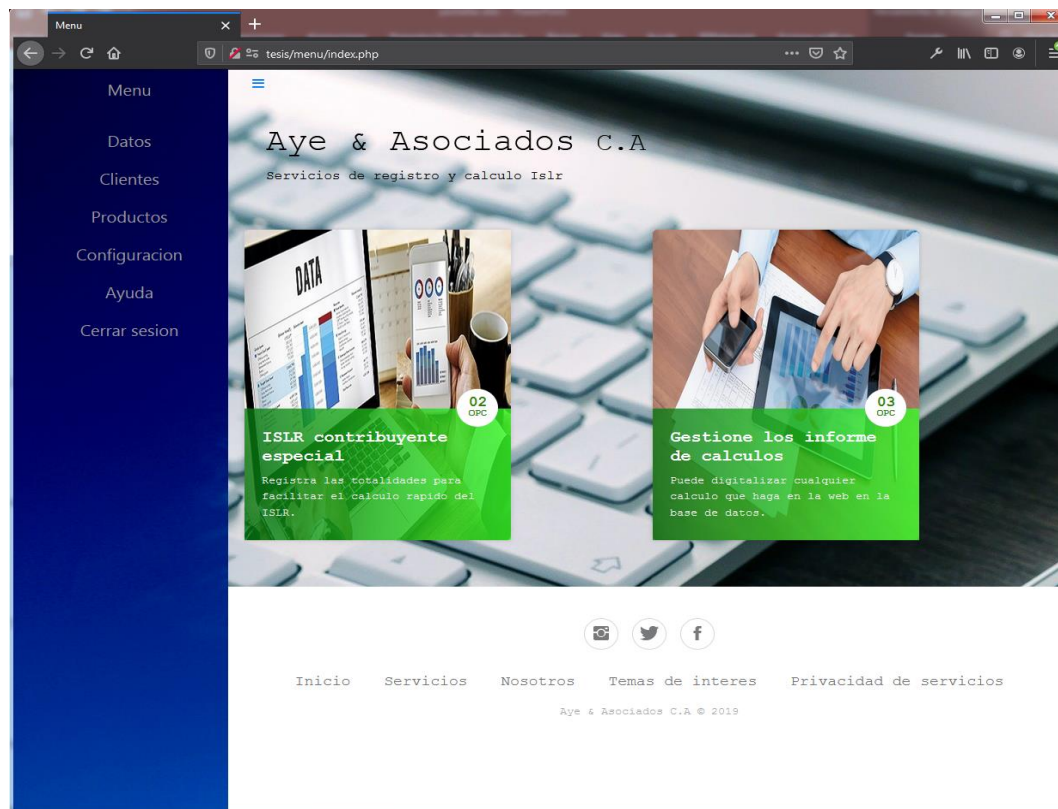 Menu
tesis/menu/index.php
Menu
Datos
Clientes
Productos
Configuracion
Ayuda
Cerrar sesion
Aye & Asociados C.A
Servicios de registro y calculo Islr
DATA
02
OPC
ISLR contribuyente
especial
Registra las totalidades para
facilitar el calculo rapido del
ISLR.
03
OPC
Gestione los informe
de calculos
Puede digitalizar cualquier
calculo que haga en la web en la
base de datos.
Inicio Servicios Nosotros Temas de interes Privacidad de servicios
Aye & Asociados C.A © 2019